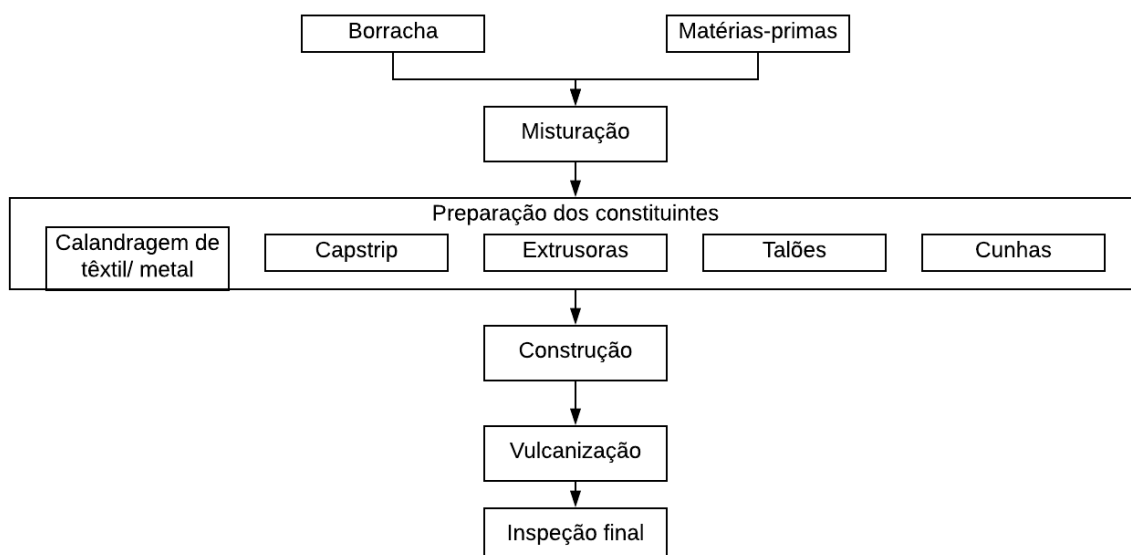 Borracha
Matérias-primas
Misturação
Preparação dos constituintes
Calandragem de
têxtil/ metal
Capstrip
Extrusoras
Talões
Cunhas
Construção
Vulcanização
Inspeção final